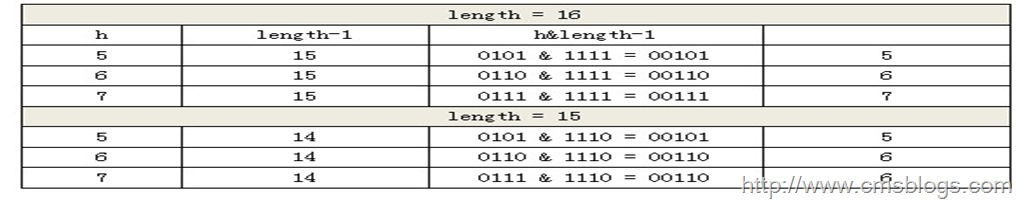 length = 16
h length-1 h&length-1
5 15 0101 & 1111 = 00101 5
6 15 0110 & 1111 = 00110 6
7 15 0111 & 1111 = 00111 7
length = 15
5 14 0101 & 1110 = 00101 5
6 14 0110 & 1110 = 00110 6
7 14 0111 & 1110 = 00110 6
http://www.cmsblogs.com